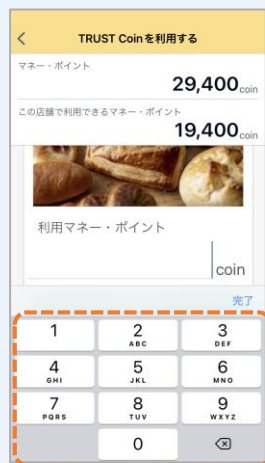 TRUST Coinを利用する
マネー・ポイント
29,400coin
この店舗で利用できるマネー・ポイント
19,400coin
利用マネー・ポイント
coin
完了
1 2 3
ABC DEF
4 5 6
GHI JKL MNO
7 8 9
PQRS TUV WXYZ
0